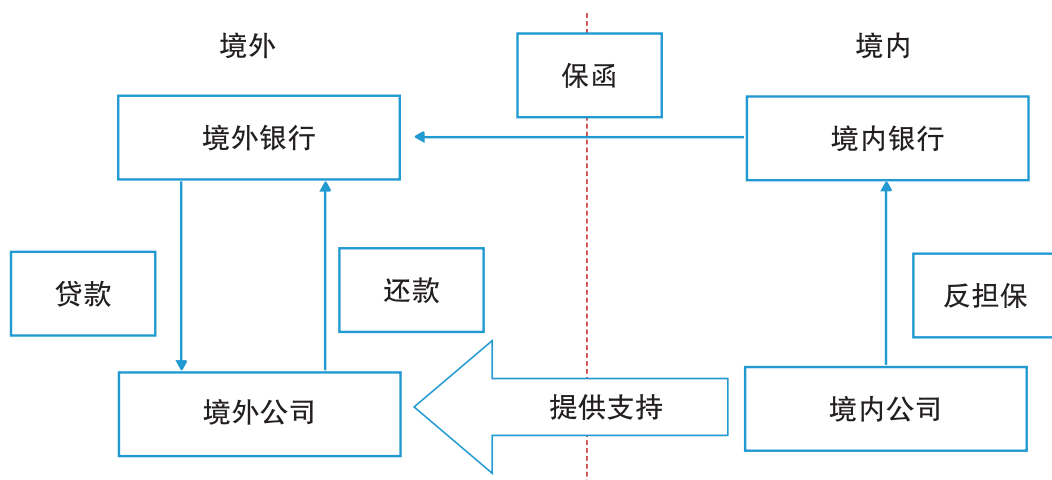 境外
境内
保函
境外银行
境内银行
贷款
还款
反担保
境外公司
提供支持
境内公司